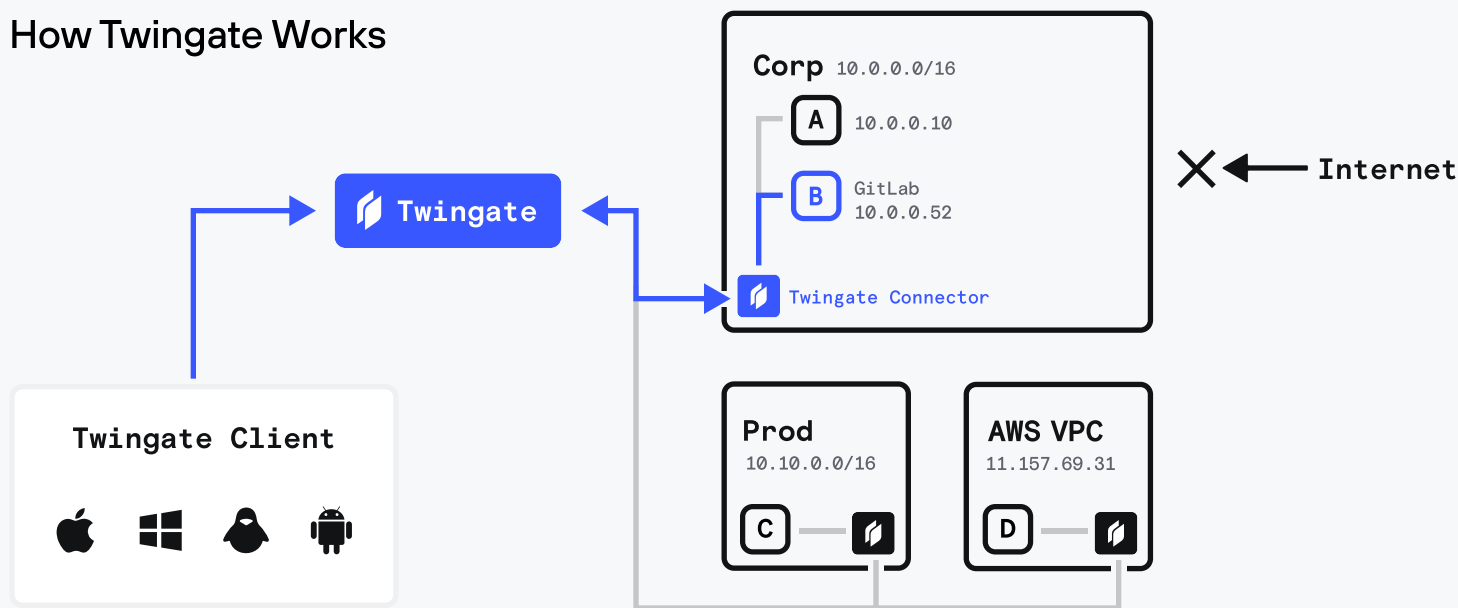 How Twingate Works
Corp 10.0.0.0/16
A 10.0.0.10
B GitLab
10.0.0.52
Twingate Connector
Internet
Twingate
Twingate Client
Prod
10.10.0.0/16
C
AWS VPC
11.157.69.31
D